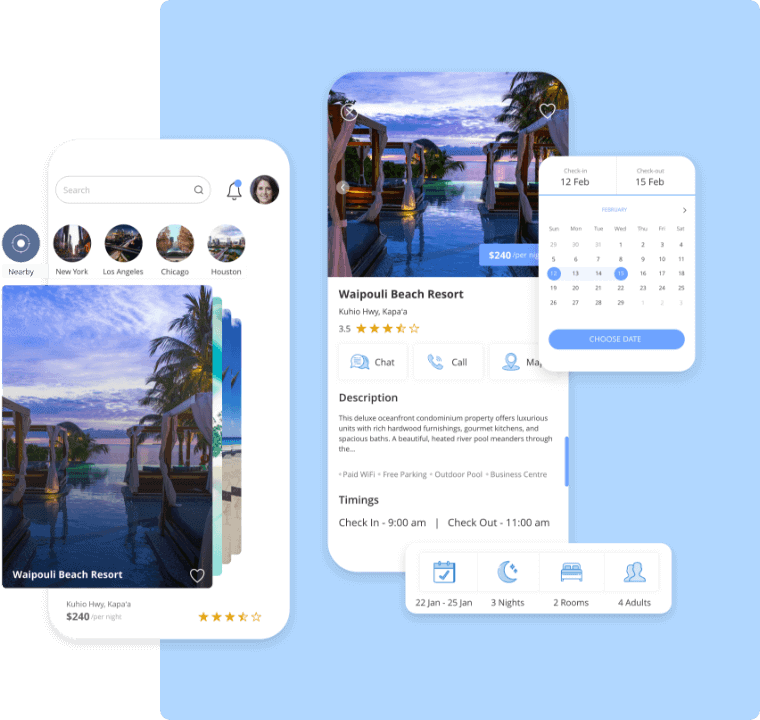 Search
Nearby
New York
Los Angeles
Chicago
Houston
Waipouli Beach Resort
Kuhio Hwy, Kapa'a
$240 /per night
$240 /per nig
Waipouli Beach Resort
Kuhio Hwy, Kapa'a
3.5
Chat
Call
Ma
Description
This deluxe oceanfront condominium property offers luxurious
units with rich hardwood furnishings, gourmet kitchens, and
spacious baths. A beautiful, heated river pool meanders through
the...
Paid WiFi
Free Parking
Outdoor Pool
Business Centre
Timings
Check In - 9:00 am | Check Out - 11:00 am
Check-in
12 Feb
Check-out
15 Feb
FEBRUARY
Sun Mon Tue Wed Thu Fri Sat
29 30 31 1 2 3 4
5 6 7 8 9 10 11
12 13 14 15 16 17 18
19 20 21 22 23 24 25
26 27 28 29 1 2 3
CHOOSE DATE
22 Jan - 25 Jan
3 Nights
2 Rooms
4 Adults